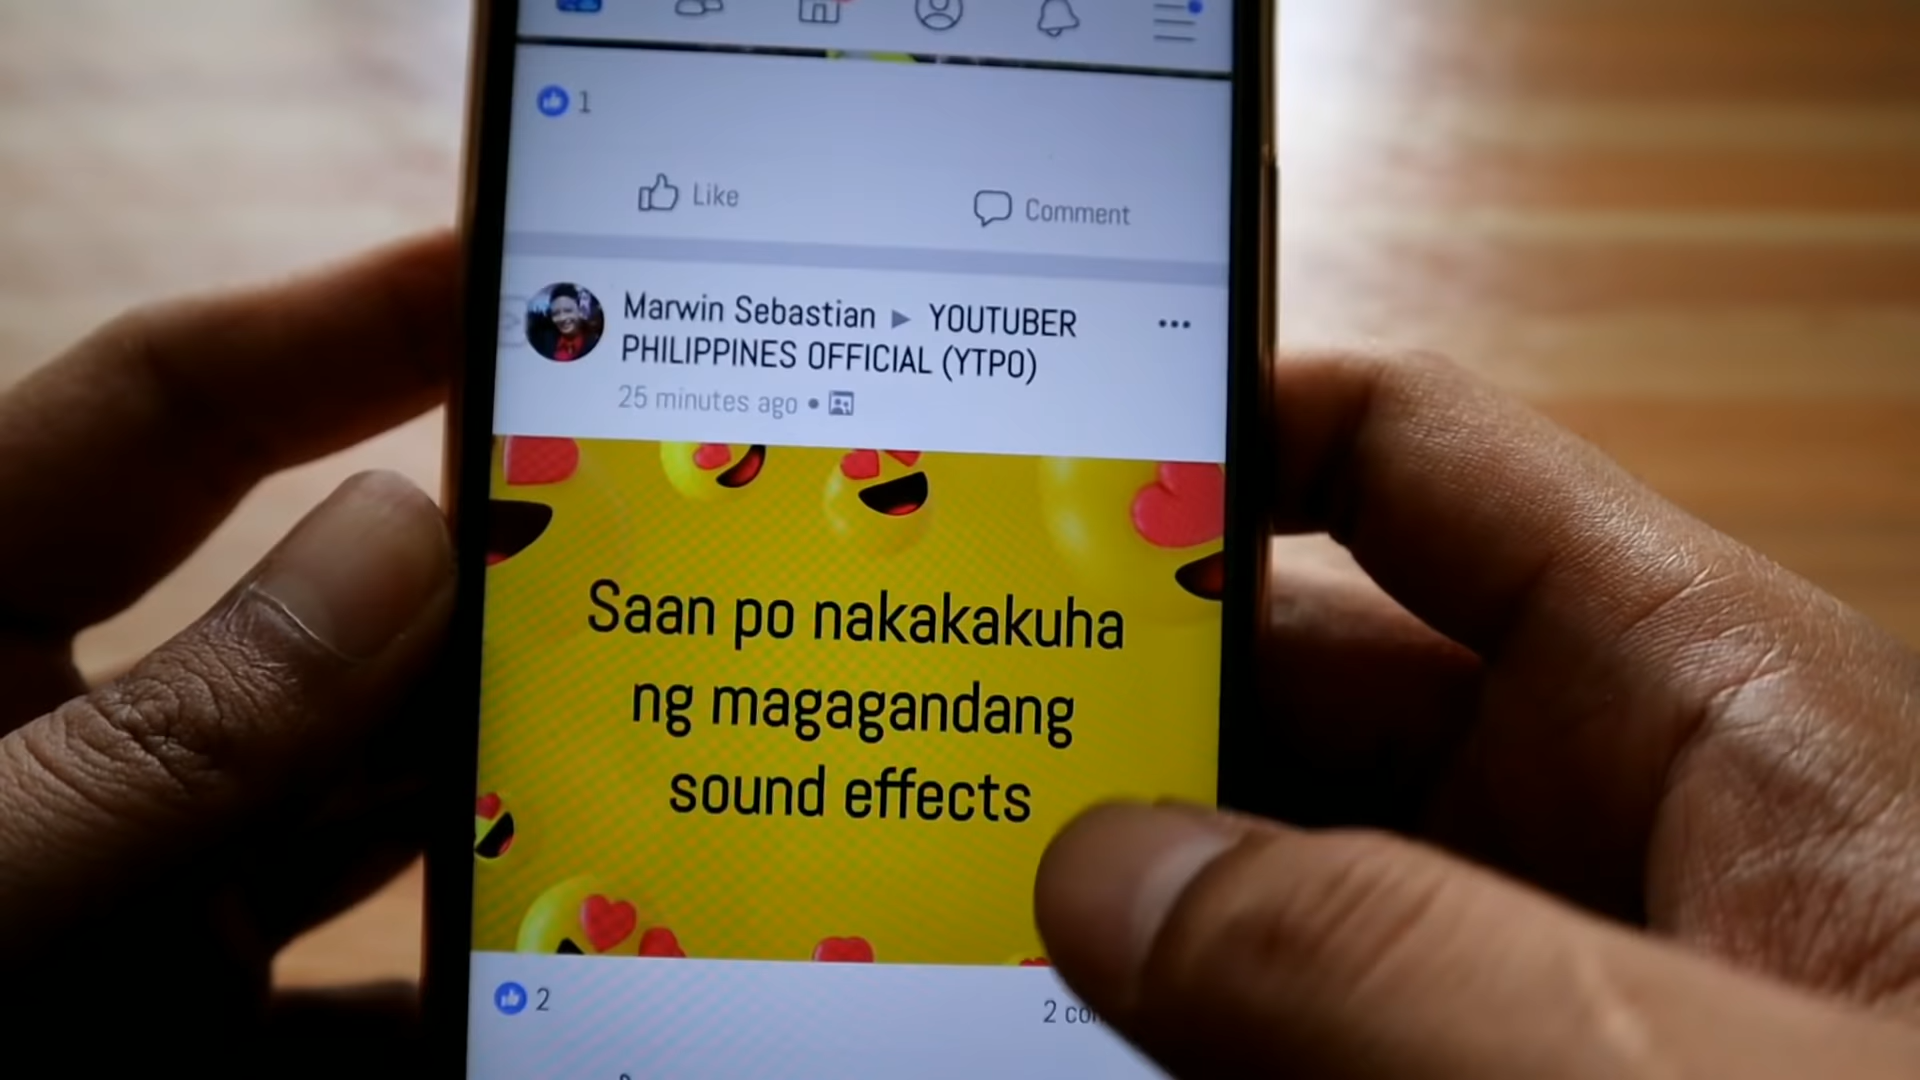 1
Like
Comment
Marwin Sebastian ▸ YOUTUBER
PHILIPPINES OFFICIAL (YTPO)
25 minutes ago •
Saan po nakakakuha
ng magagandang
sound effects
2
2